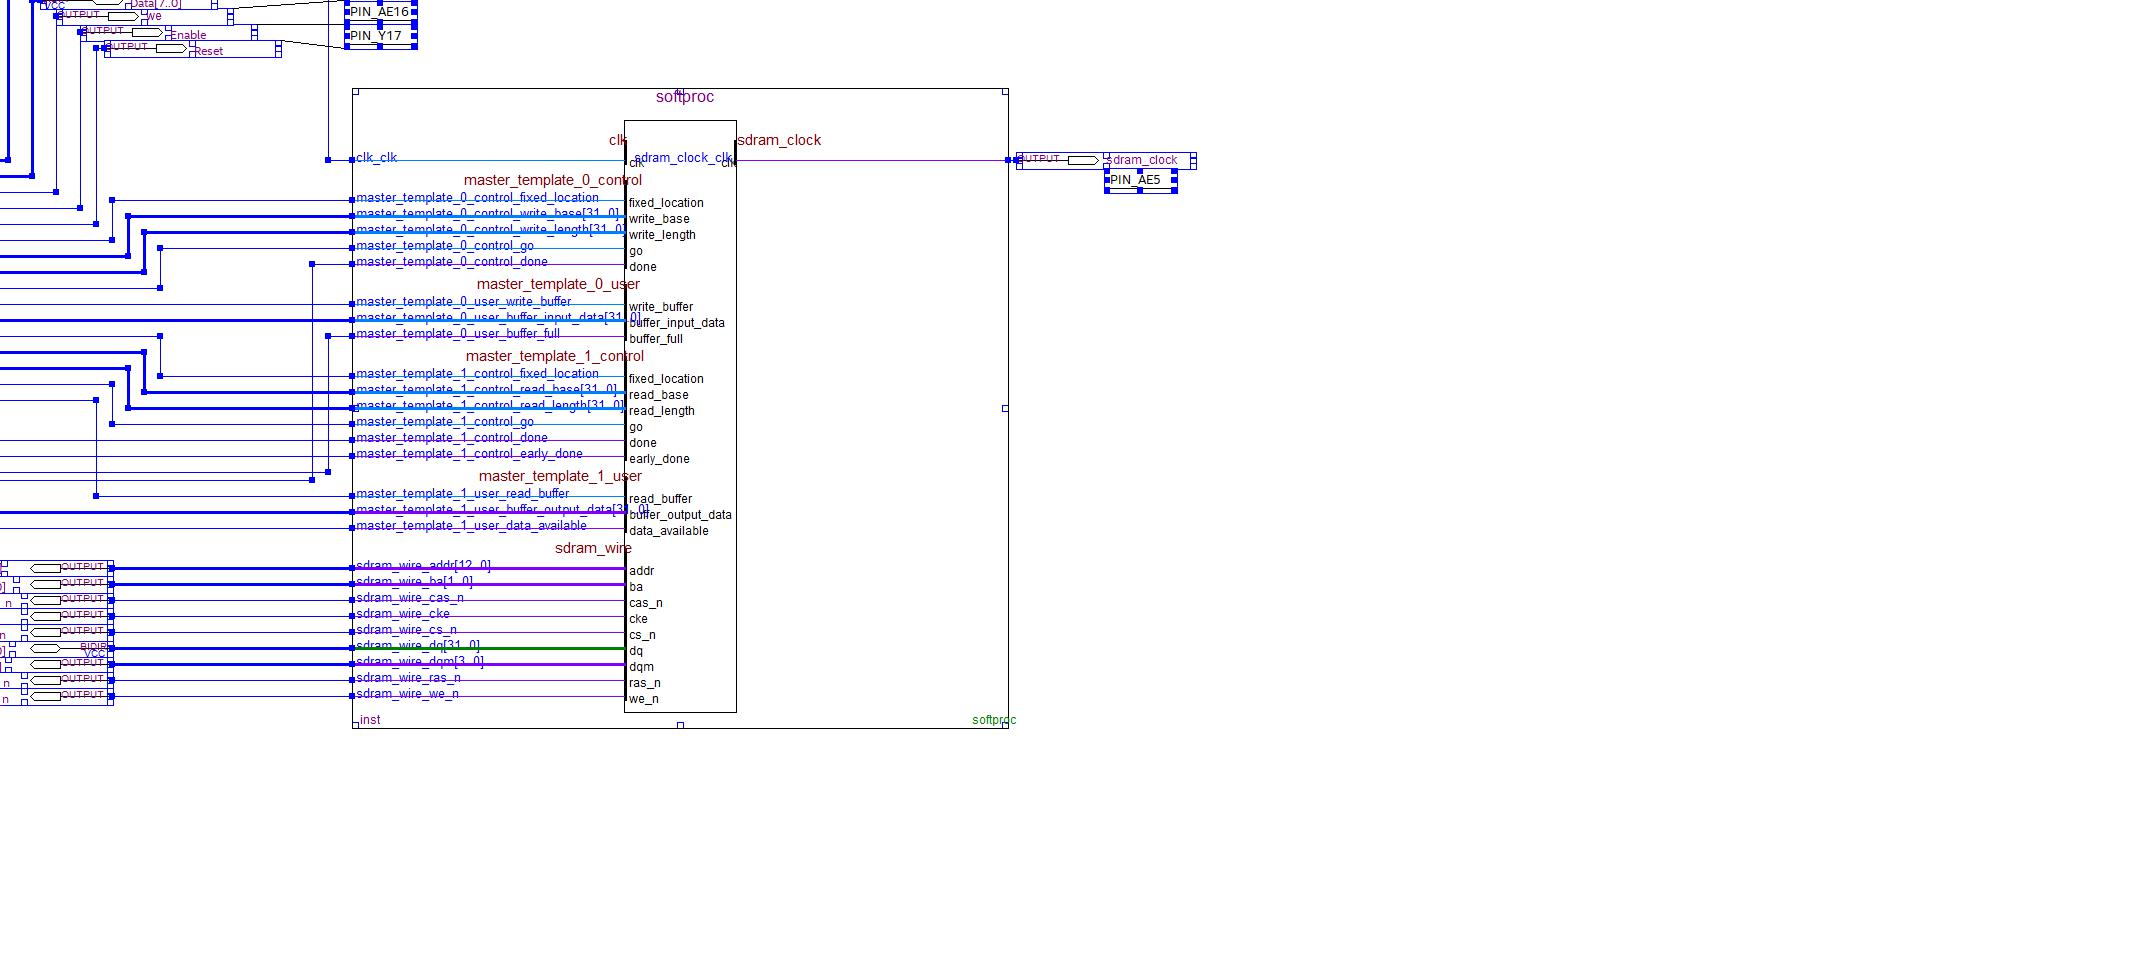 VCC
Data[7..0]
OUTPUT
we
OUTPUT
Enable
OUTPUT
Reset
PIN_AE16
PIN_Y17
softproc
clk
sdram_clock
clk_clk
clk
sdram_clock_clk
clk
OUTPUT
sdram_clock
PIN_AE5
master_template_0_control
master_template_0_control_fixed_location
fixed_location
master_template_0_control_write_base[31..0]
write_base
master_template_0_control_write_length[31..0]
write_length
master_template_0_control_go
go
master_template_0_control_done
done
master_template_0_user
master_template_0_user_write_buffer
write_buffer
master_template_0_user_buffer_input_data[31..0]
buffer_input_data
master_template_0_user_buffer_full
buffer_full
master_template_1_control
master_template_1_control_fixed_location
fixed_location
master_template_1_control_read_base[31..0]
read_base
master_template_1_control_read_length[31..0]
read_length
master_template_1_control_go
go
master_template_1_control_done
done
master_template_1_control_early_done
early_done
master_template_1_user
master_template_1_user_read_buffer
read_buffer
master_template_1_user_buffer_output_data[31..0]
buffer_output_data
master_template_1_user_data_available
data_available
sdram_wire
OUTPUT
sdram_wire_addr[12..0]
addr
OUTPUT
sdram_wire_ba[1..0]
ba
n
OUTPUT
sdram_wire_cas_n
cas_n
OUTPUT
sdram_wire_cke
cke
n
OUTPUT
sdram_wire_cs_n
cs_n
BIDIR
VCC
sdram_wire_dq[31..0]
dq
OUTPUT
sdram_wire_dqm[3..0]
dqm
n
OUTPUT
sdram_wire_ras_n
ras_n
n
OUTPUT
sdram_wire_we_n
we_n
inst
softproc